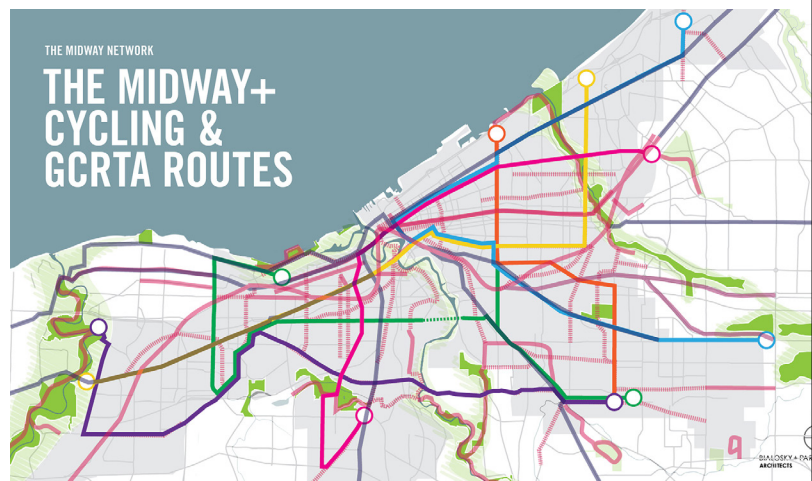 THE MIDWAY NETWORK
THE MIDWAY+
CYCLING &
GCRTA ROUTES
BIALOSKY + PAR
ARCHITECTS